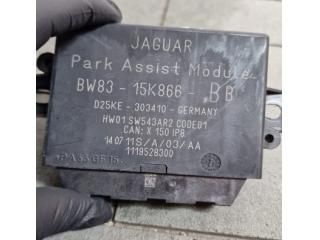 JAGUAR
Park Assist Module
BW83 - 15K866 - BB
D25KE - 303410 - GERMANY
HW01 SW543AR2 CODE01
CAN: X 150 IP8
14 07 11S/A/03/AA
1119528300